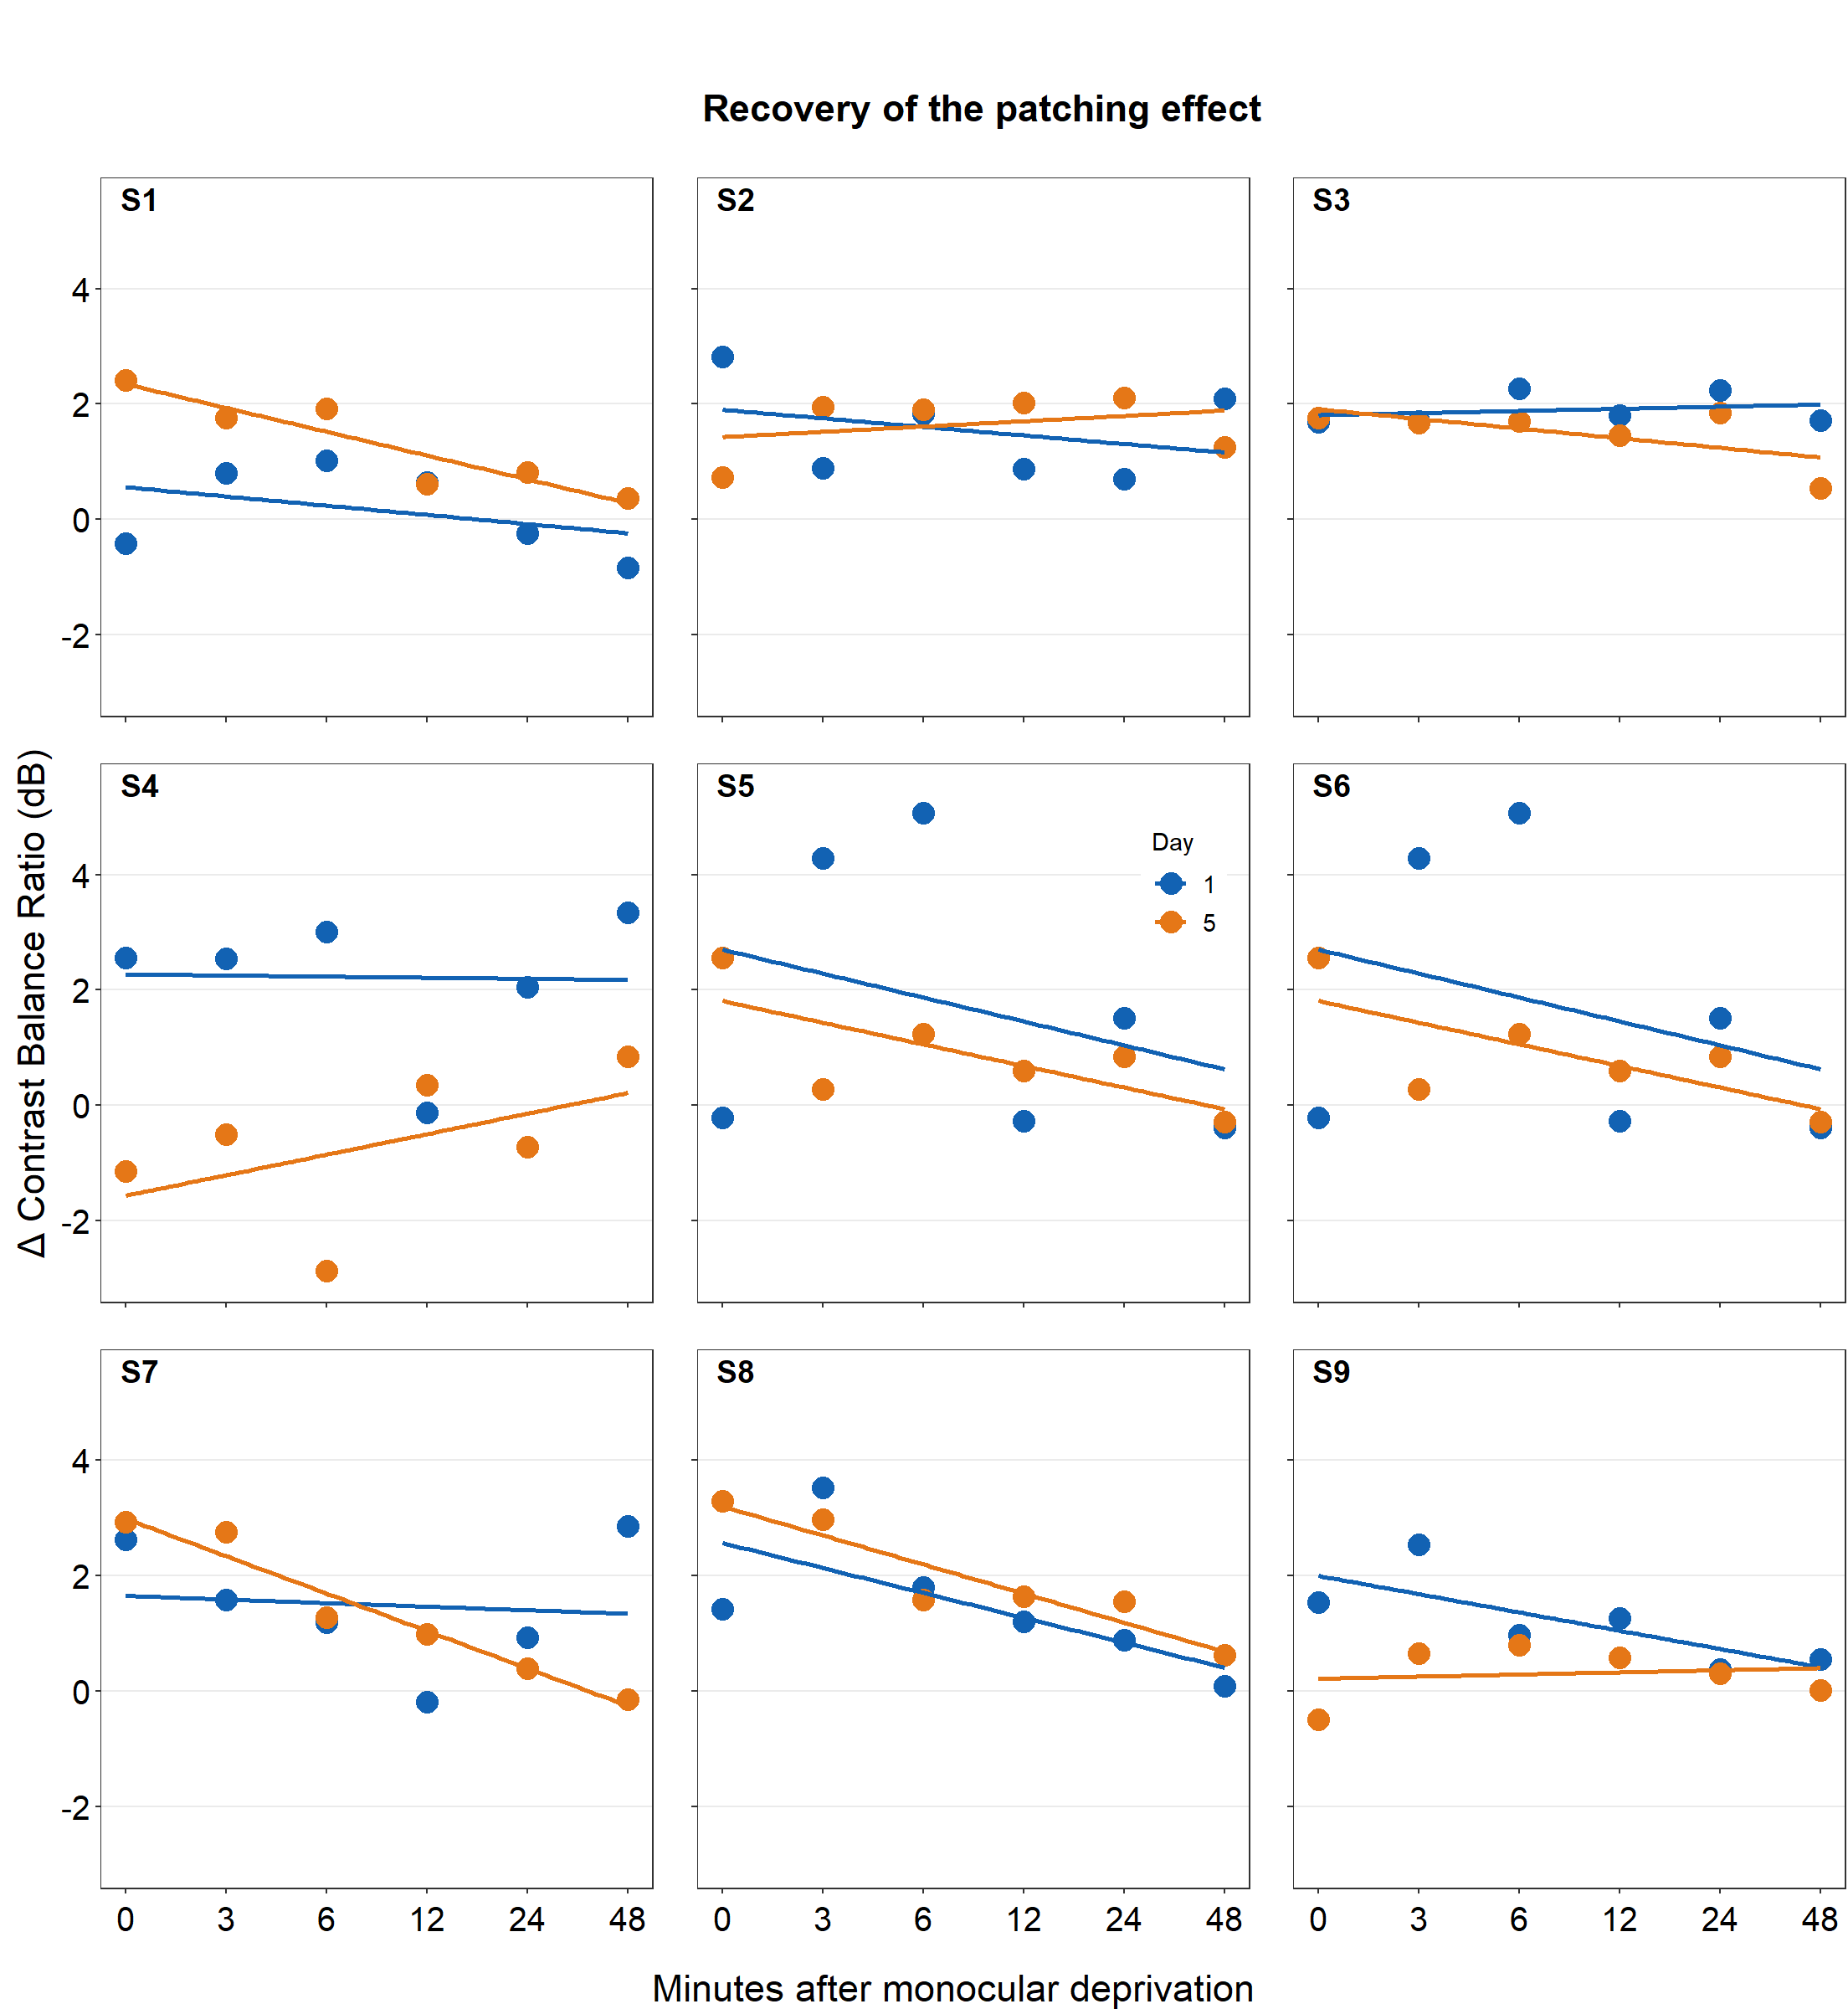 Recovery of the patching effect
S1
S2
S3
4
2
0
-2
Δ Contrast Balance Ratio (dB)
S4
S5
S6
4
2
0
-2
Day
1
5
S7
S8
S9
4
2
0
-2
0 3 6 12 24 48
0 3 6 12 24 48
0 3 6 12 24 48
Minutes after monocular deprivation